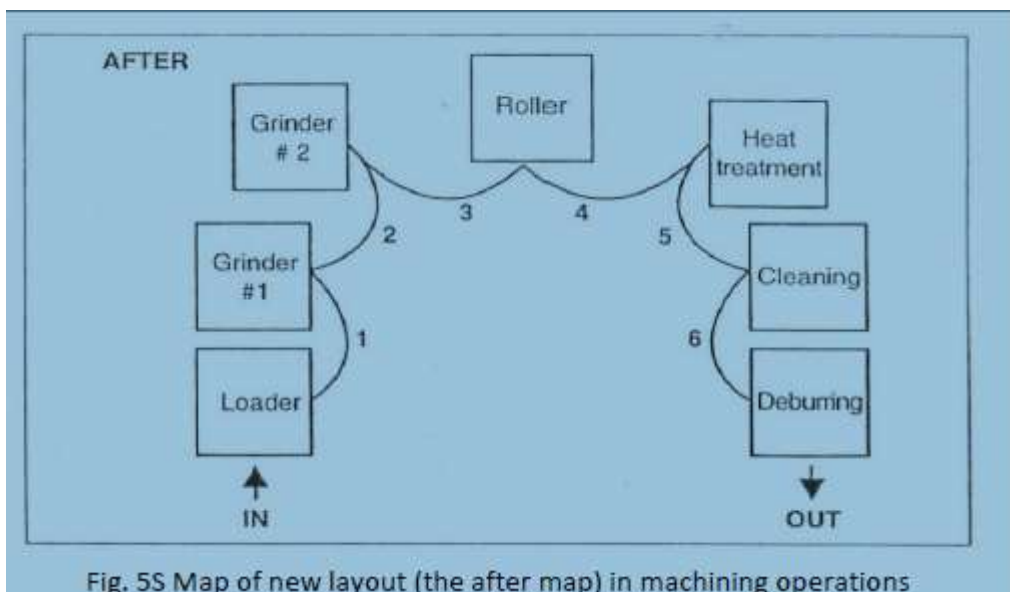 AFTER
Roller
Grinder
# 2
Heat
treatment
3
4
2
5
Grinder
#1
Cleaning
1
6
Loader
Deburring
IN
OUT
Fig. 5S Map of new layout (the after map) in machining operations